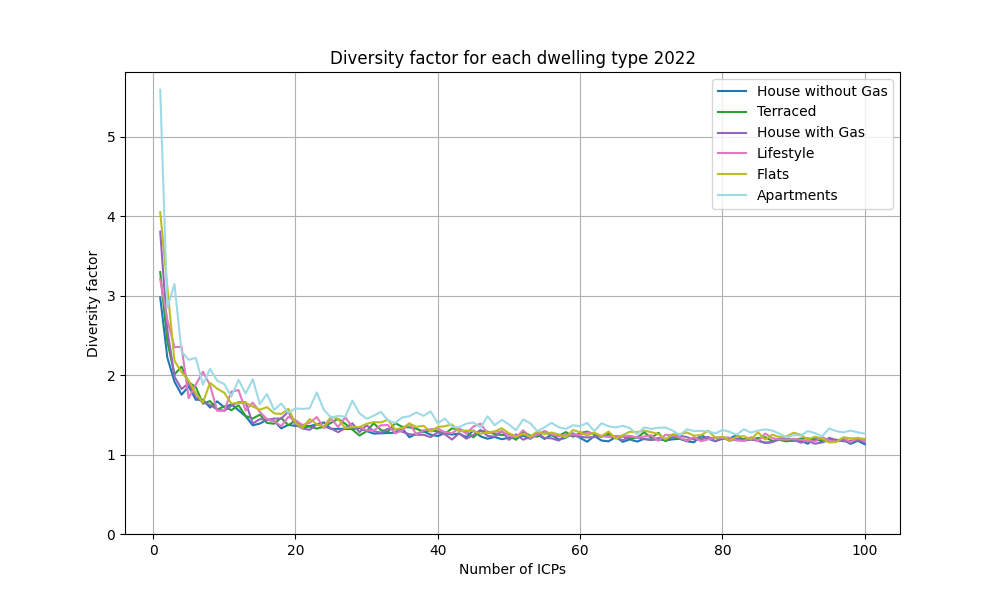 Diversity factor for each dwelling type 2022
House without Gas
Terraced
House with Gas
Lifestyle
Flats
Apartments
Diversity factor
5
4
3
2
1
0
0 20 40 60 80 100
Number of ICPs